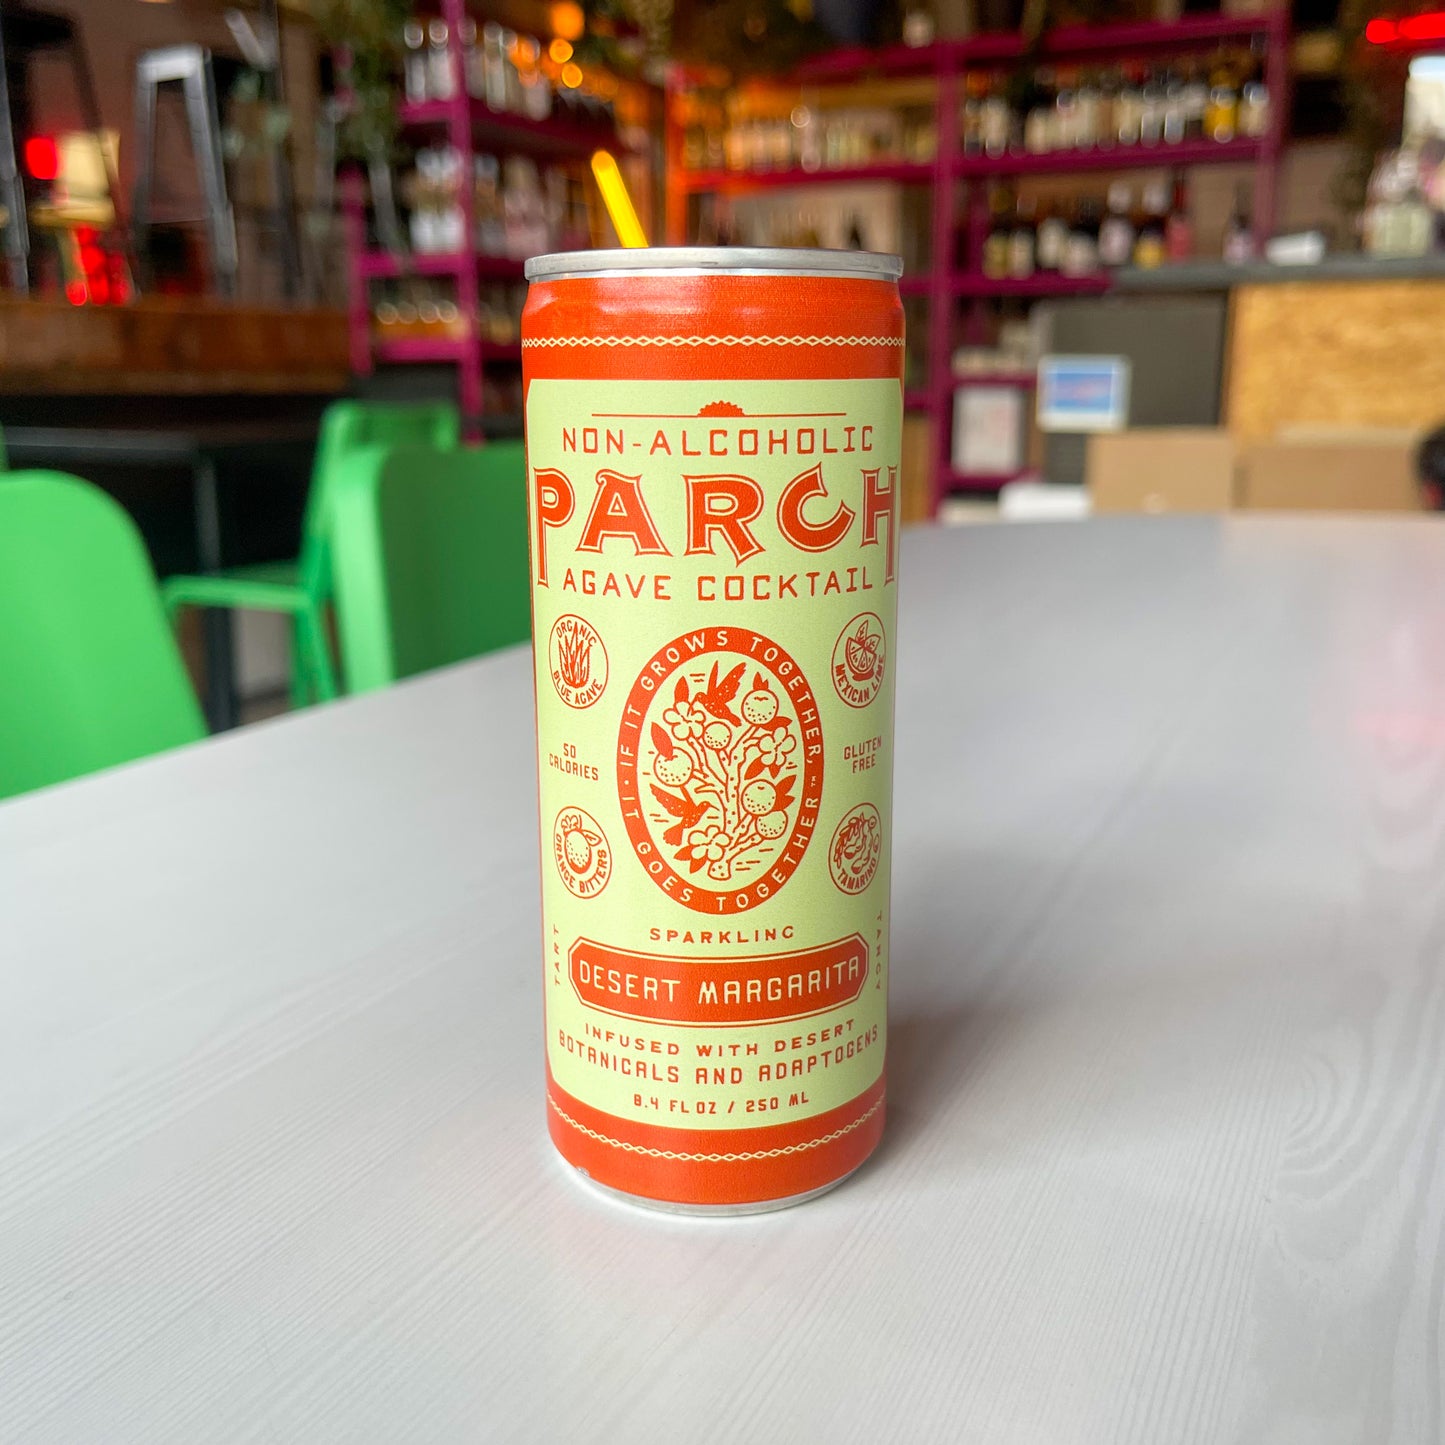 NON-ALCOHOLIC
PARCH
AGAVE COCKTAIL
ORGANIC
BLUE AGAVE
MEXICAN LIME
IF IT GROWS TOGETHER,™
IT GOES TOGETHER
50
CALORIES
GLUTEN
FREE
ORANGE BITTERS
TAMARIND
SPARKLING
TART
TANGY
DESERT MARGARITA
INFUSED WITH DESERT
BOTANICALS AND ADAPTOGENS
8.4 FL OZ / 250 ML